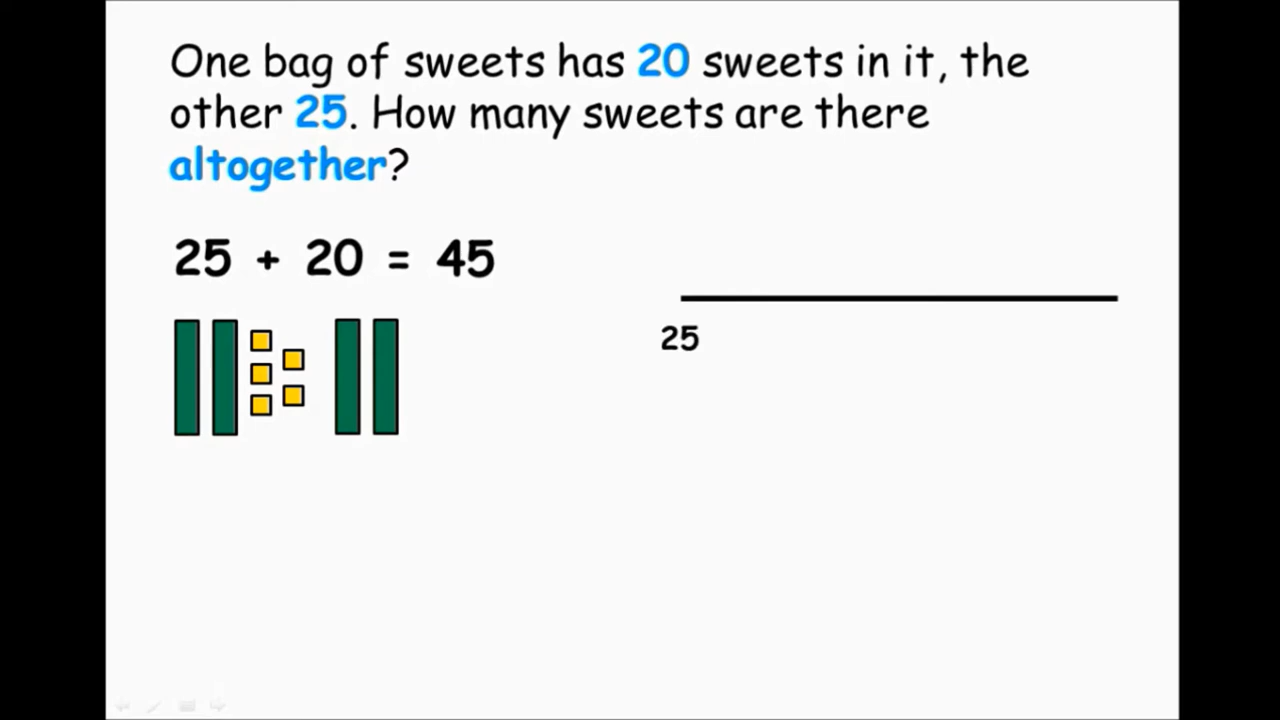 One bag of sweets has 20 sweets in it, the
other 25. How many sweets are there
altogether?
25 + 20 = 45
25